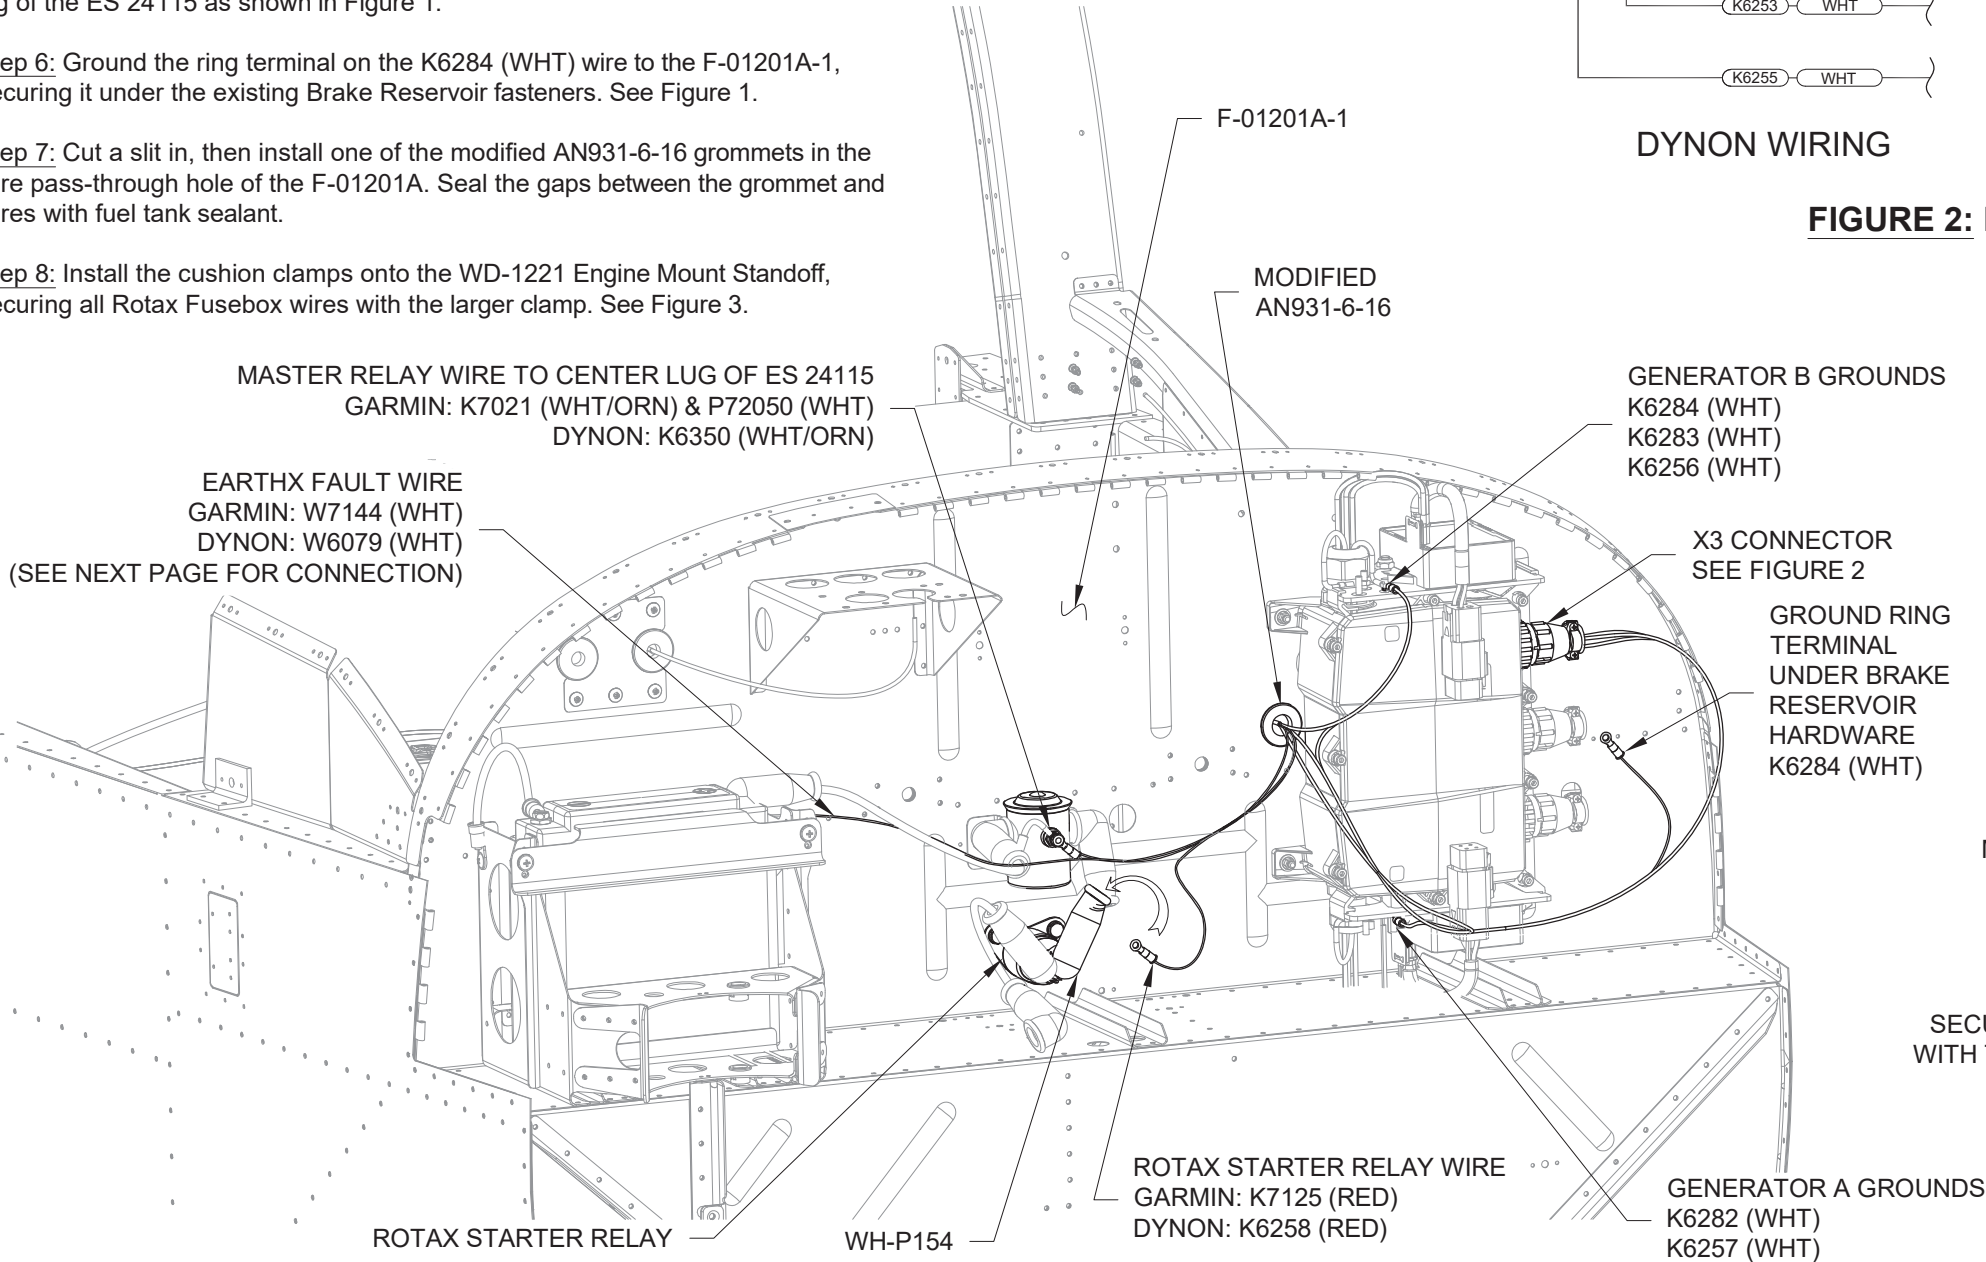 g of the ES 24115 as shown in Figure 1.
ep 6: Ground the ring terminal on the K6284 (WHT) wire to the F-01201A-1,
ecuring it under the existing Brake Reservoir fasteners. See Figure 1.
ep 7: Cut a slit in, then install one of the modified AN931-6-16 grommets in the
ire pass-through hole of the F-01201A. Seal the gaps between the grommet and
ires with fuel tank sealant.
ep 8: Install the cushion clamps onto the WD-1221 Engine Mount Standoff,
ecuring all Rotax Fusebox wires with the larger clamp. See Figure 3.
K6253 WHT
K6255 WHT
DYNON WIRING
FIGURE 2:
F-01201A-1
MODIFIED
AN931-6-16
MASTER RELAY WIRE TO CENTER LUG OF ES 24115
GARMIN: K7021 (WHT/ORN) & P72050 (WHT)
DYNON: K6350 (WHT/ORN)
EARTHX FAULT WIRE
GARMIN: W7144 (WHT)
DYNON: W6079 (WHT)
(SEE NEXT PAGE FOR CONNECTION)
GENERATOR B GROUNDS
K6284 (WHT)
K6283 (WHT)
K6256 (WHT)
X3 CONNECTOR
SEE FIGURE 2
GROUND RING
TERMINAL
UNDER BRAKE
RESERVOIR
HARDWARE
K6284 (WHT)
SECU
WITH
ROTAX STARTER RELAY
WH-P154
ROTAX STARTER RELAY WIRE
GARMIN: K7125 (RED)
DYNON: K6258 (RED)
GENERATOR A GROUNDS
K6282 (WHT)
K6257 (WHT)